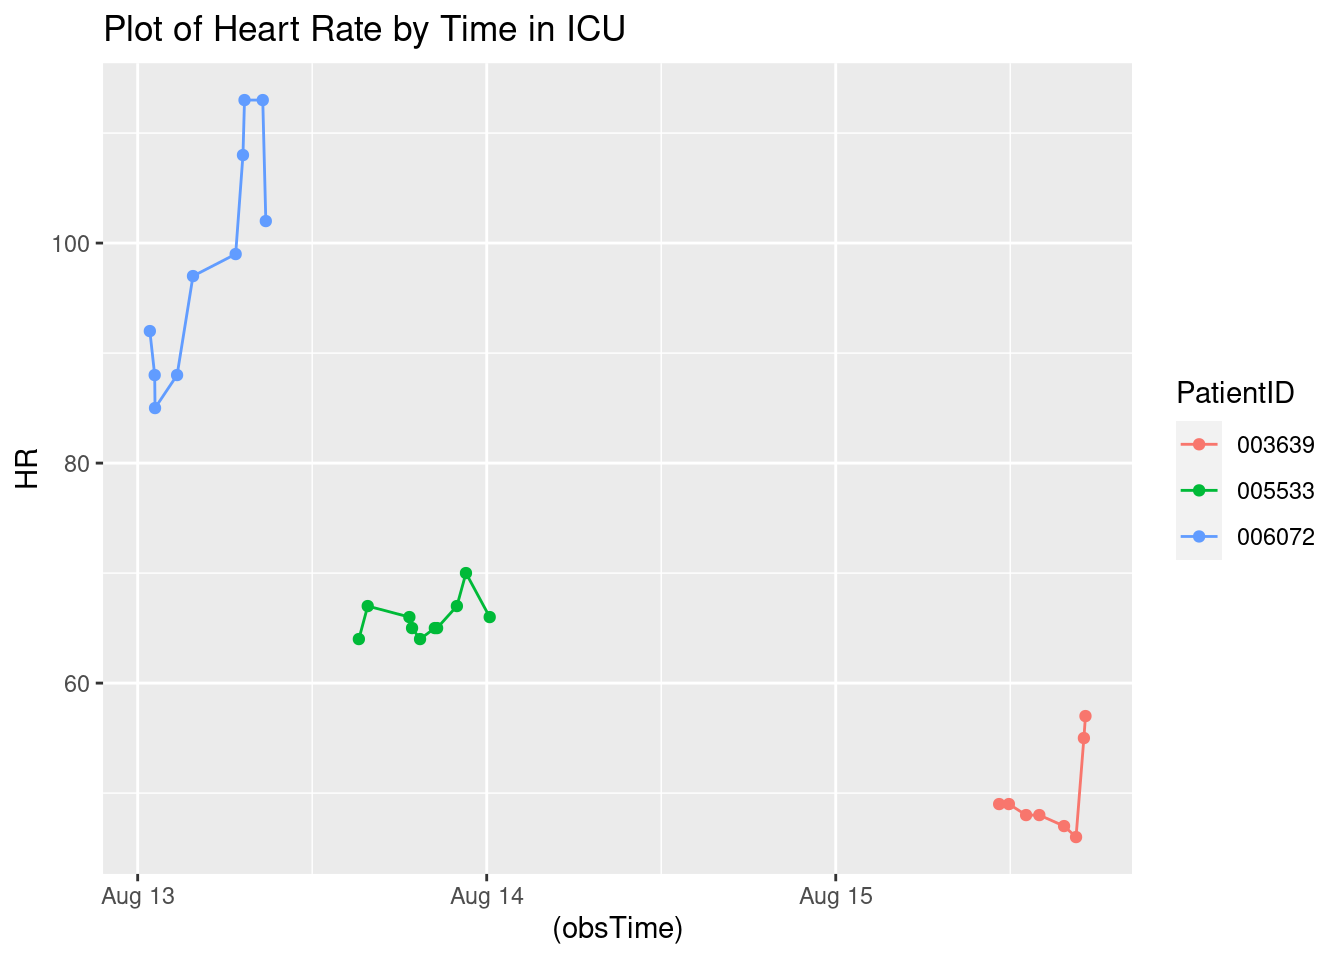 Plot of Heart Rate by Time in ICU
100
80
60
HR
Aug 13 Aug 14 Aug 15
(obsTime)
PatientID
003639
005533
006072